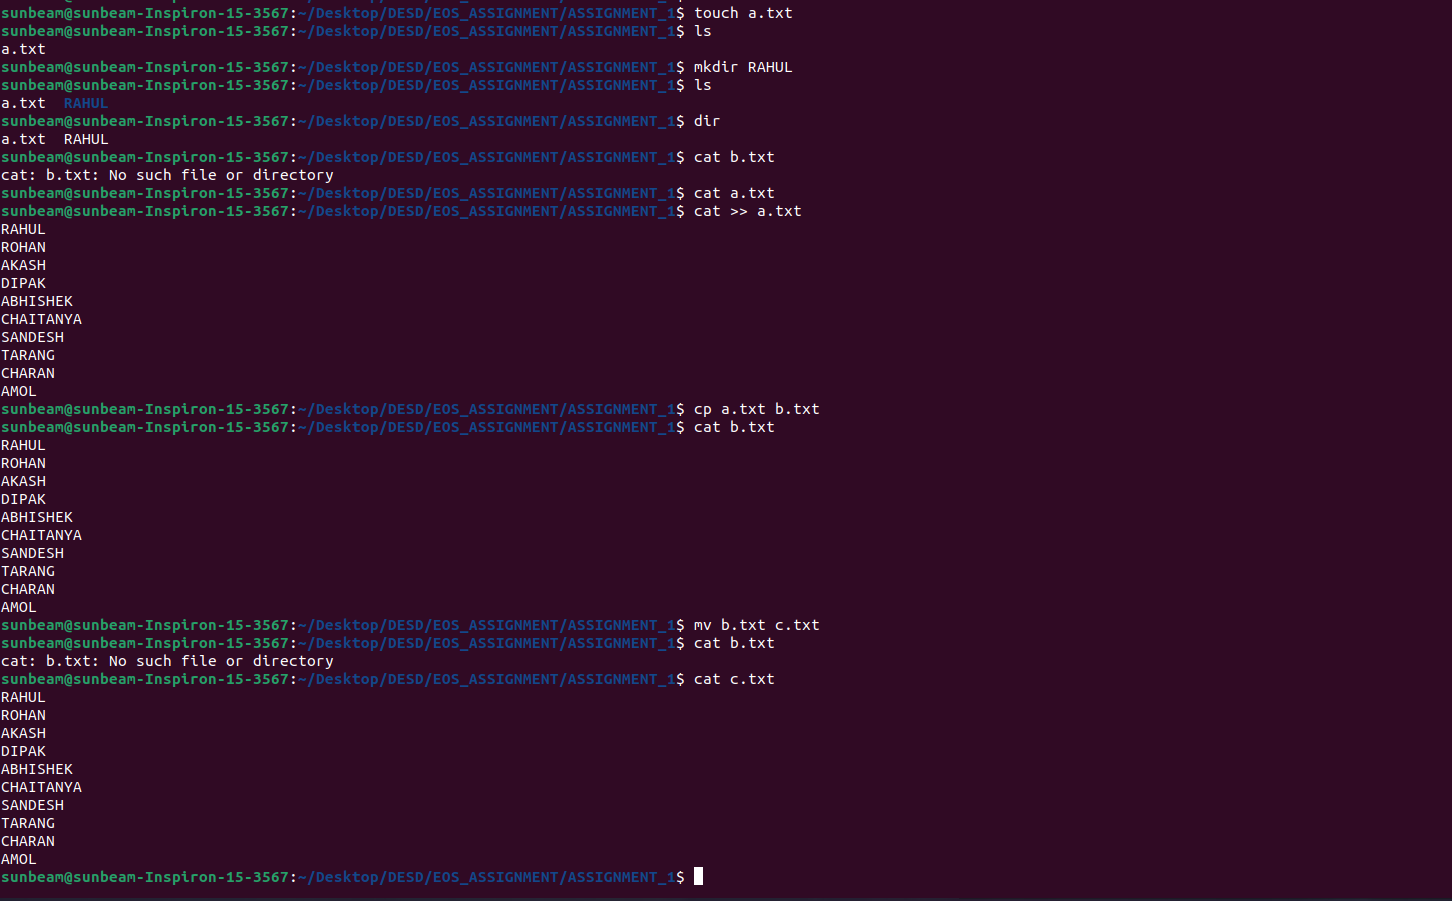 sunbeam@sunbeam-Inspiron-15-3567:~/Desktop/DESD/EOS_ASSIGNMENT/ASSIGNMENT_1$ touch a.txt
sunbeam@sunbeam-Inspiron-15-3567:~/Desktop/DESD/EOS_ASSIGNMENT/ASSIGNMENT_1$ ls
a.txt
sunbeam@sunbeam-Inspiron-15-3567:~/Desktop/DESD/EOS_ASSIGNMENT/ASSIGNMENT_1$ mkdir RAHUL
sunbeam@sunbeam-Inspiron-15-3567:~/Desktop/DESD/EOS_ASSIGNMENT/ASSIGNMENT_1$ ls
a.txt  RAHUL
sunbeam@sunbeam-Inspiron-15-3567:~/Desktop/DESD/EOS_ASSIGNMENT/ASSIGNMENT_1$ dir
a.txt  RAHUL
sunbeam@sunbeam-Inspiron-15-3567:~/Desktop/DESD/EOS_ASSIGNMENT/ASSIGNMENT_1$ cat b.txt
cat: b.txt: No such file or directory
sunbeam@sunbeam-Inspiron-15-3567:~/Desktop/DESD/EOS_ASSIGNMENT/ASSIGNMENT_1$ cat a.txt
sunbeam@sunbeam-Inspiron-15-3567:~/Desktop/DESD/EOS_ASSIGNMENT/ASSIGNMENT_1$ cat >> a.txt
RAHUL
ROHAN
AKASH
DIPAK
ABHISHEK
CHAITANYA
SANDESH
TARANG
CHARAN
AMOL
sunbeam@sunbeam-Inspiron-15-3567:~/Desktop/DESD/EOS_ASSIGNMENT/ASSIGNMENT_1$ cp a.txt b.txt
sunbeam@sunbeam-Inspiron-15-3567:~/Desktop/DESD/EOS_ASSIGNMENT/ASSIGNMENT_1$ cat b.txt
RAHUL
ROHAN
AKASH
DIPAK
ABHISHEK
CHAITANYA
SANDESH
TARANG
CHARAN
AMOL
sunbeam@sunbeam-Inspiron-15-3567:~/Desktop/DESD/EOS_ASSIGNMENT/ASSIGNMENT_1$ mv b.txt c.txt
sunbeam@sunbeam-Inspiron-15-3567:~/Desktop/DESD/EOS_ASSIGNMENT/ASSIGNMENT_1$ cat b.txt
cat: b.txt: No such file or directory
sunbeam@sunbeam-Inspiron-15-3567:~/Desktop/DESD/EOS_ASSIGNMENT/ASSIGNMENT_1$ cat c.txt
RAHUL
ROHAN
AKASH
DIPAK
ABHISHEK
CHAITANYA
SANDESH
TARANG
CHARAN
AMOL
sunbeam@sunbeam-Inspiron-15-3567:~/Desktop/DESD/EOS_ASSIGNMENT/ASSIGNMENT_1$